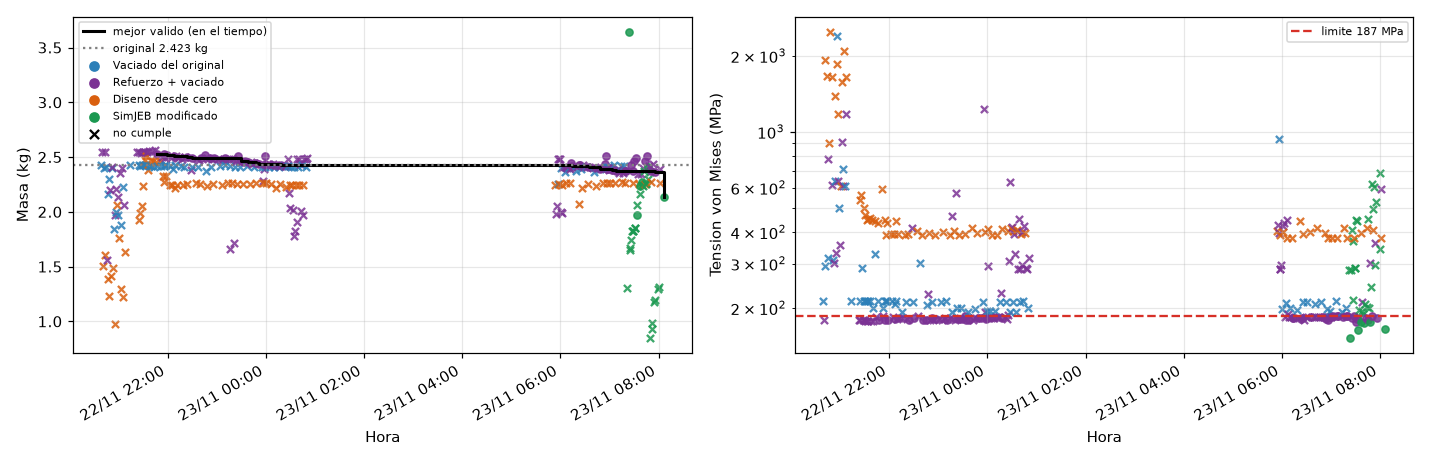 Masa (kg)
3.5
3.0
2.5
2.0
1.5
1.0
mejor valido (en el tiempo)
original 2.423 kg
Vaciado del original
Refuerzo + vaciado
Diseno desde cero
SimJEB modificado
no cumple
22/11 22:00
23/11 00:00
23/11 02:00
23/11 04:00
23/11 06:00
23/11 08:00
Hora
Tension von Mises (MPa)
2 × 10³
10³
6 × 10²
4 × 10²
3 × 10²
2 × 10²
limite 187 MPa
22/11 22:00
23/11 00:00
23/11 02:00
23/11 04:00
23/11 06:00
23/11 08:00
Hora